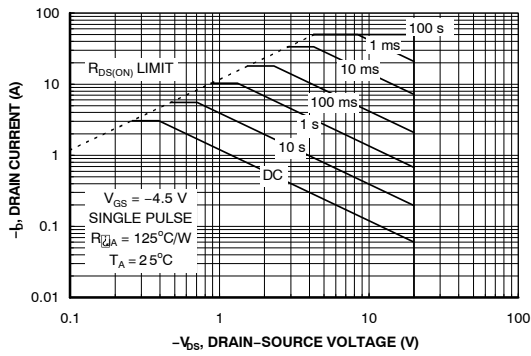 100
100 s
1 ms
10 ms
R_DS(ON) LIMIT
10
100 ms
1 s
10 s
1
DC
V_GS = −4.5 V
SINGLE PULSE
R_A = 125°C/W
T_A = 25°C
0.1
0.01
0.1
1
10
100
−I_D, DRAIN CURRENT (A)
−V_DS, DRAIN−SOURCE VOLTAGE (V)